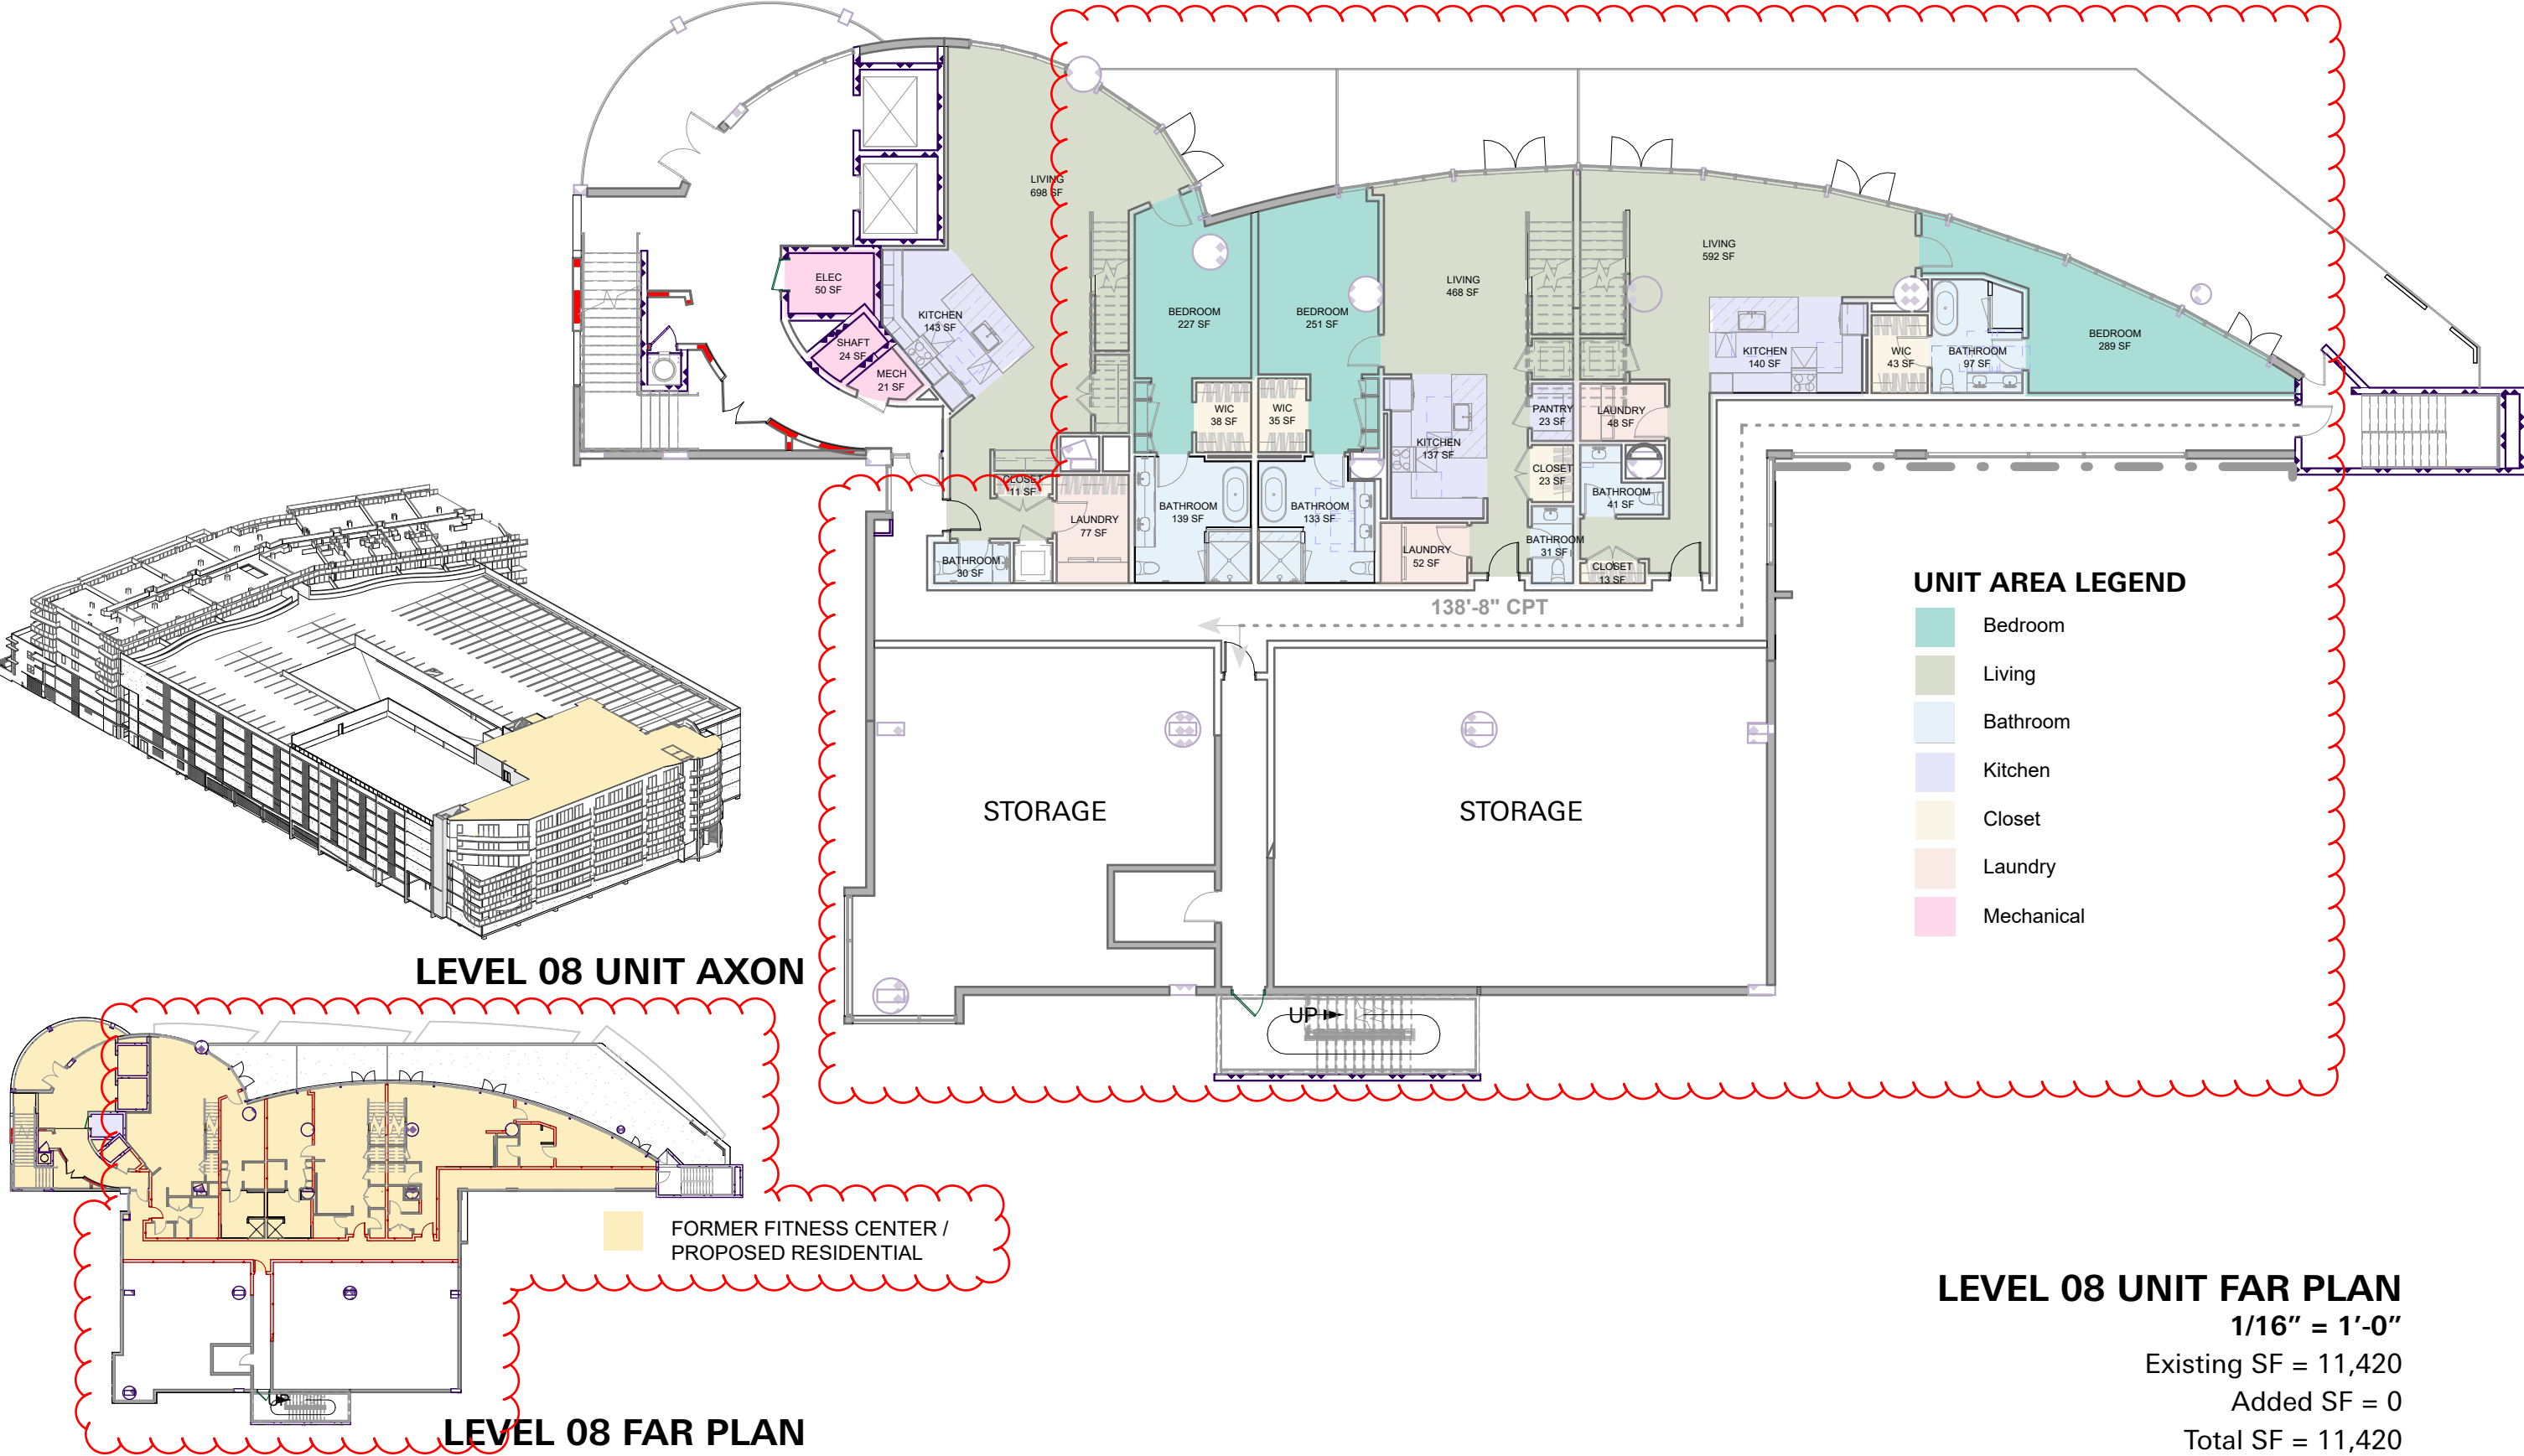 LIVING
698 SF
ELEC
50 SF
SHAFT
24 SF
MECH
21 SF
KITCHEN
143 SF
BEDROOM
227 SF
BEDROOM
251 SF
LIVING
468 SF
LIVING
592 SF
BEDROOM
289 SF
KITCHEN
140 SF
WIC
43 SF
BATHROOM
97 SF
WIC
38 SF
WIC
35 SF
KITCHEN
137 SF
PANTRY
23 SF
LAUNDRY
48 SF
CLOSET
23 SF
CLOSET
11 SF
LAUNDRY
77 SF
BATHROOM
139 SF
BATHROOM
133 SF
BATHROOM
41 SF
BATHROOM
30 SF
LAUNDRY
52 SF
BATHROOM
31 SF
CLOSET
13 SF
138'-8" CPT
STORAGE
STORAGE
UP
UNIT AREA LEGEND
Bedroom
Living
Bathroom
Kitchen
Closet
Laundry
Mechanical
LEVEL 08 UNIT AXON
FORMER FITNESS CENTER /
PROPOSED RESIDENTIAL
UP
LEVEL 08 FAR PLAN
LEVEL 08 UNIT FAR PLAN
1/16” = 1’-0”
Existing SF = 11,420
Added SF = 0
Total SF = 11,420